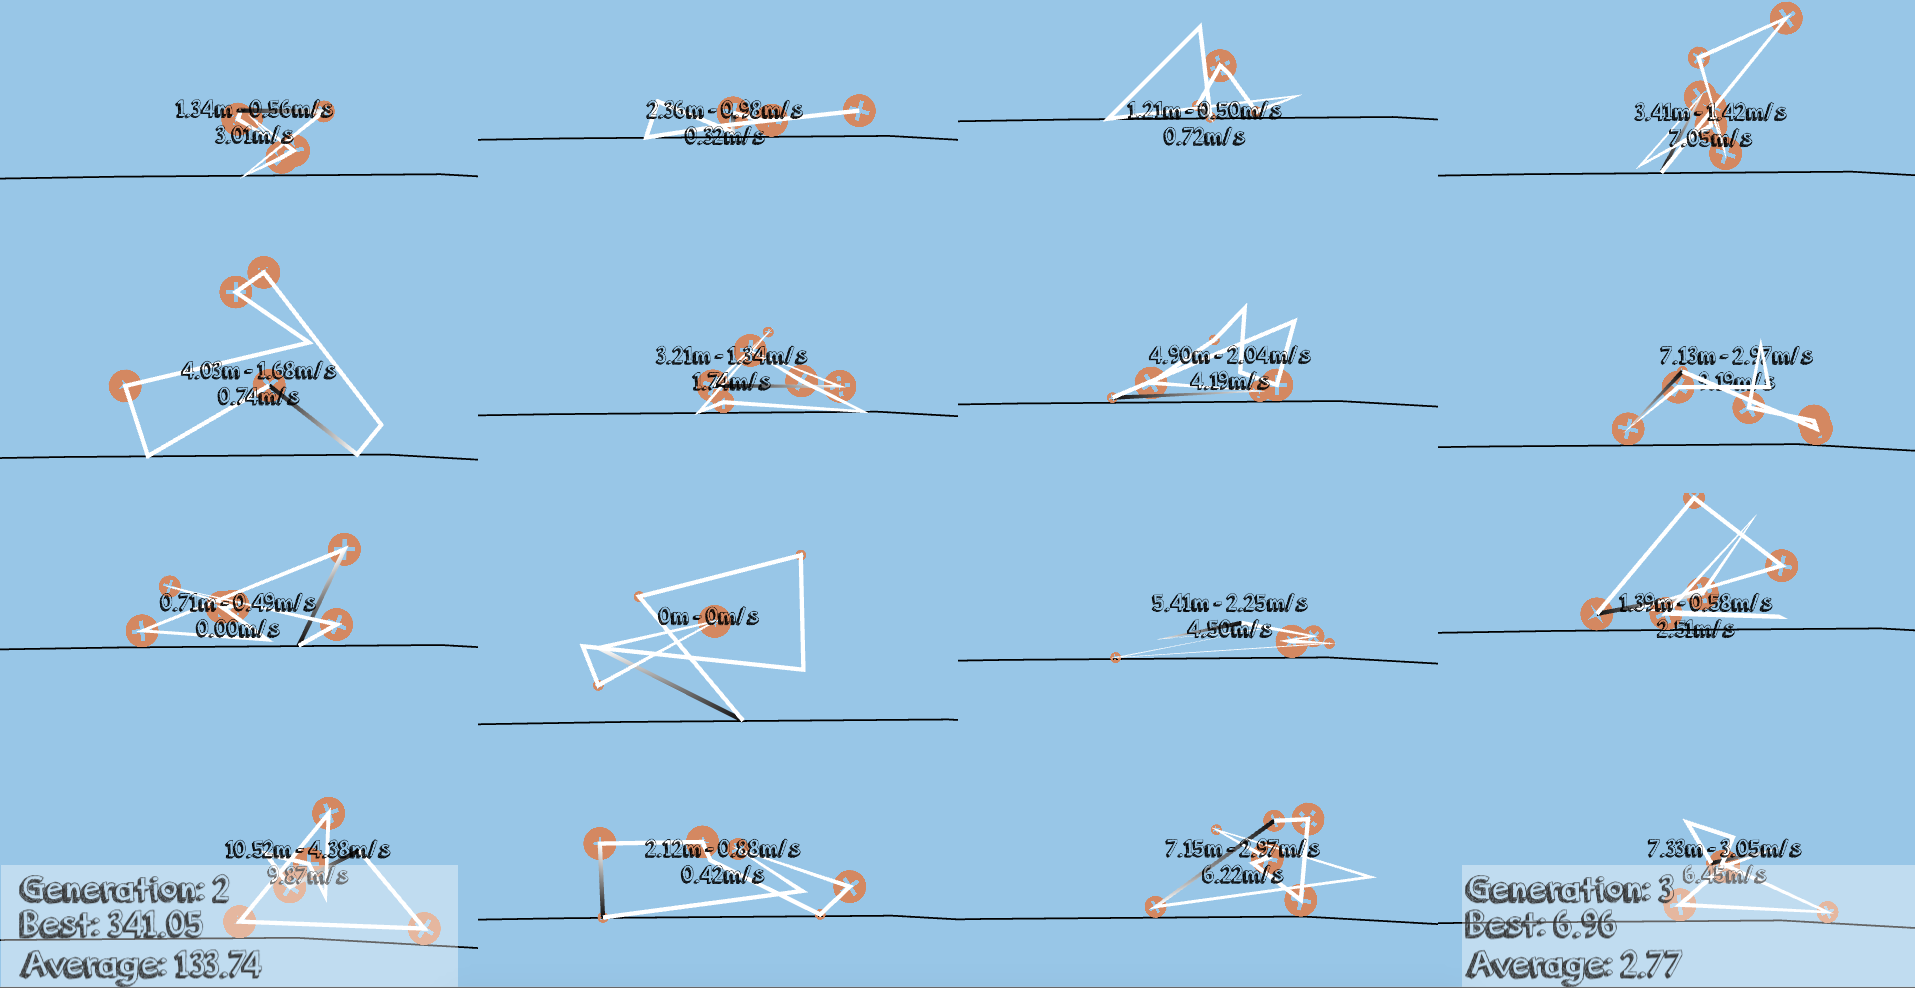 1.34m - 0.56m/s
3.01m/s
2.36m - 0.98m/s
0.32m/s
1.21m - 0.50m/s
0.72m/s
3.41m - 1.42m/s
7.05m/s
4.03m - 1.68m/s
0.74m/s
3.21m - 1.34m/s
1.74m/s
4.90m - 2.04m/s
4.19m/s
7.13m - 2.97m/s
0.71m - 0.49m/s
0.00m/s
0m - 0m/s
5.41m - 2.25m/s
4.50m/s
1.39m - 0.58m/s
2.51m/s
10.52m - 4.38m/s
9.87m/s
2.12m - 0.88m/s
0.42m/s
7.15m - 2.97m/s
6.22m/s
7.33m - 3.05m/s
6.45m/s
Generation: 2
Best: 341.05
Average: 133.74
Generation: 3
Best: 6.96
Average: 2.77